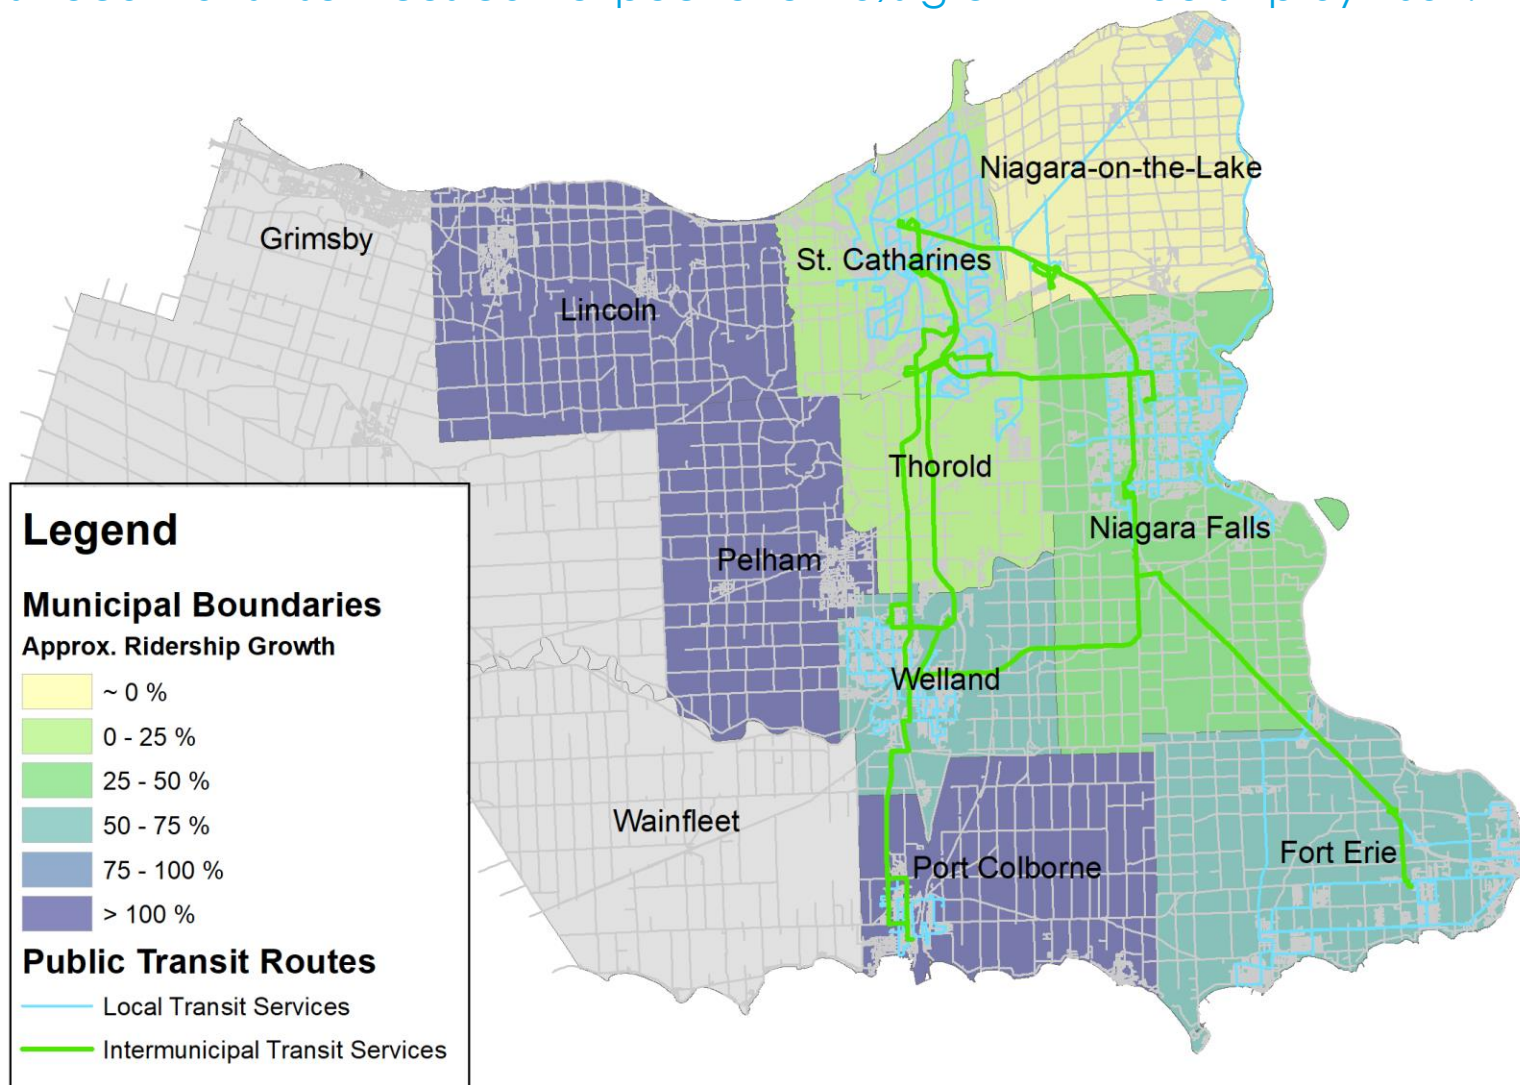 Niagara-on-the-Lake
Grimsby
St. Catharines
Lincoln
Thorold
Niagara Falls
Pelham
Welland
Wainfleet
Port Colborne
Fort Erie
Legend
Municipal Boundaries
Approx. Ridership Growth
~ 0 %
0 - 25 %
25 - 50 %
50 - 75 %
75 - 100 %
> 100 %
Public Transit Routes
Local Transit Services
Intermunicipal Transit Services